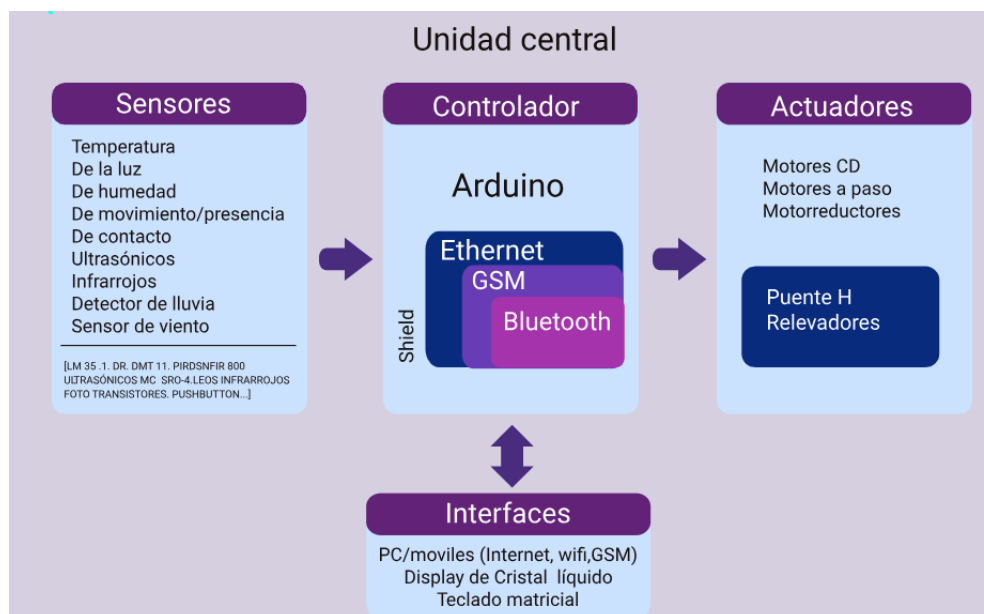 Unidad central
Sensores
Temperatura
De la luz
De humedad
De movimiento/presencia
De contacto
Ultrasónicos
Infrarrojos
Detector de lluvia
Sensor de viento
[LM 35 .1. DR. DMT 11. PIRDSNFIR 800
ULTRASÓNICOS MC SRO-4.LEOS INFRARROJOS
FOTO TRANSISTORES. PUSHBUTTON...]
Controlador
Arduino
Shield
Ethernet
GSM
Bluetooth
Actuadores
Motores CD
Motores a paso
Motorreductores
Puente H
Relevadores
Interfaces
PC/moviles (Internet, wifi,GSM)
Display de Cristal líquido
Teclado matricial